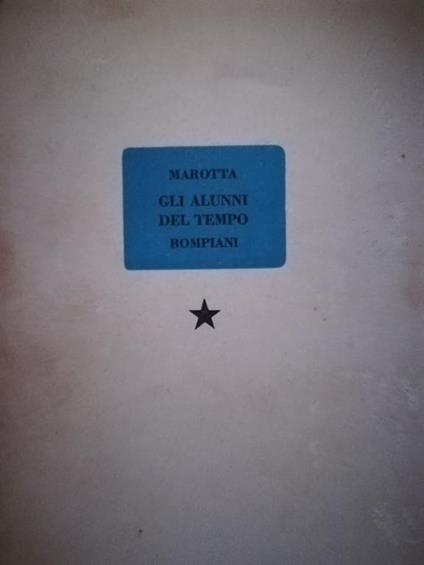 MAROTTA
GLI ALUNNI
DEL TEMPO
BOMPIANI